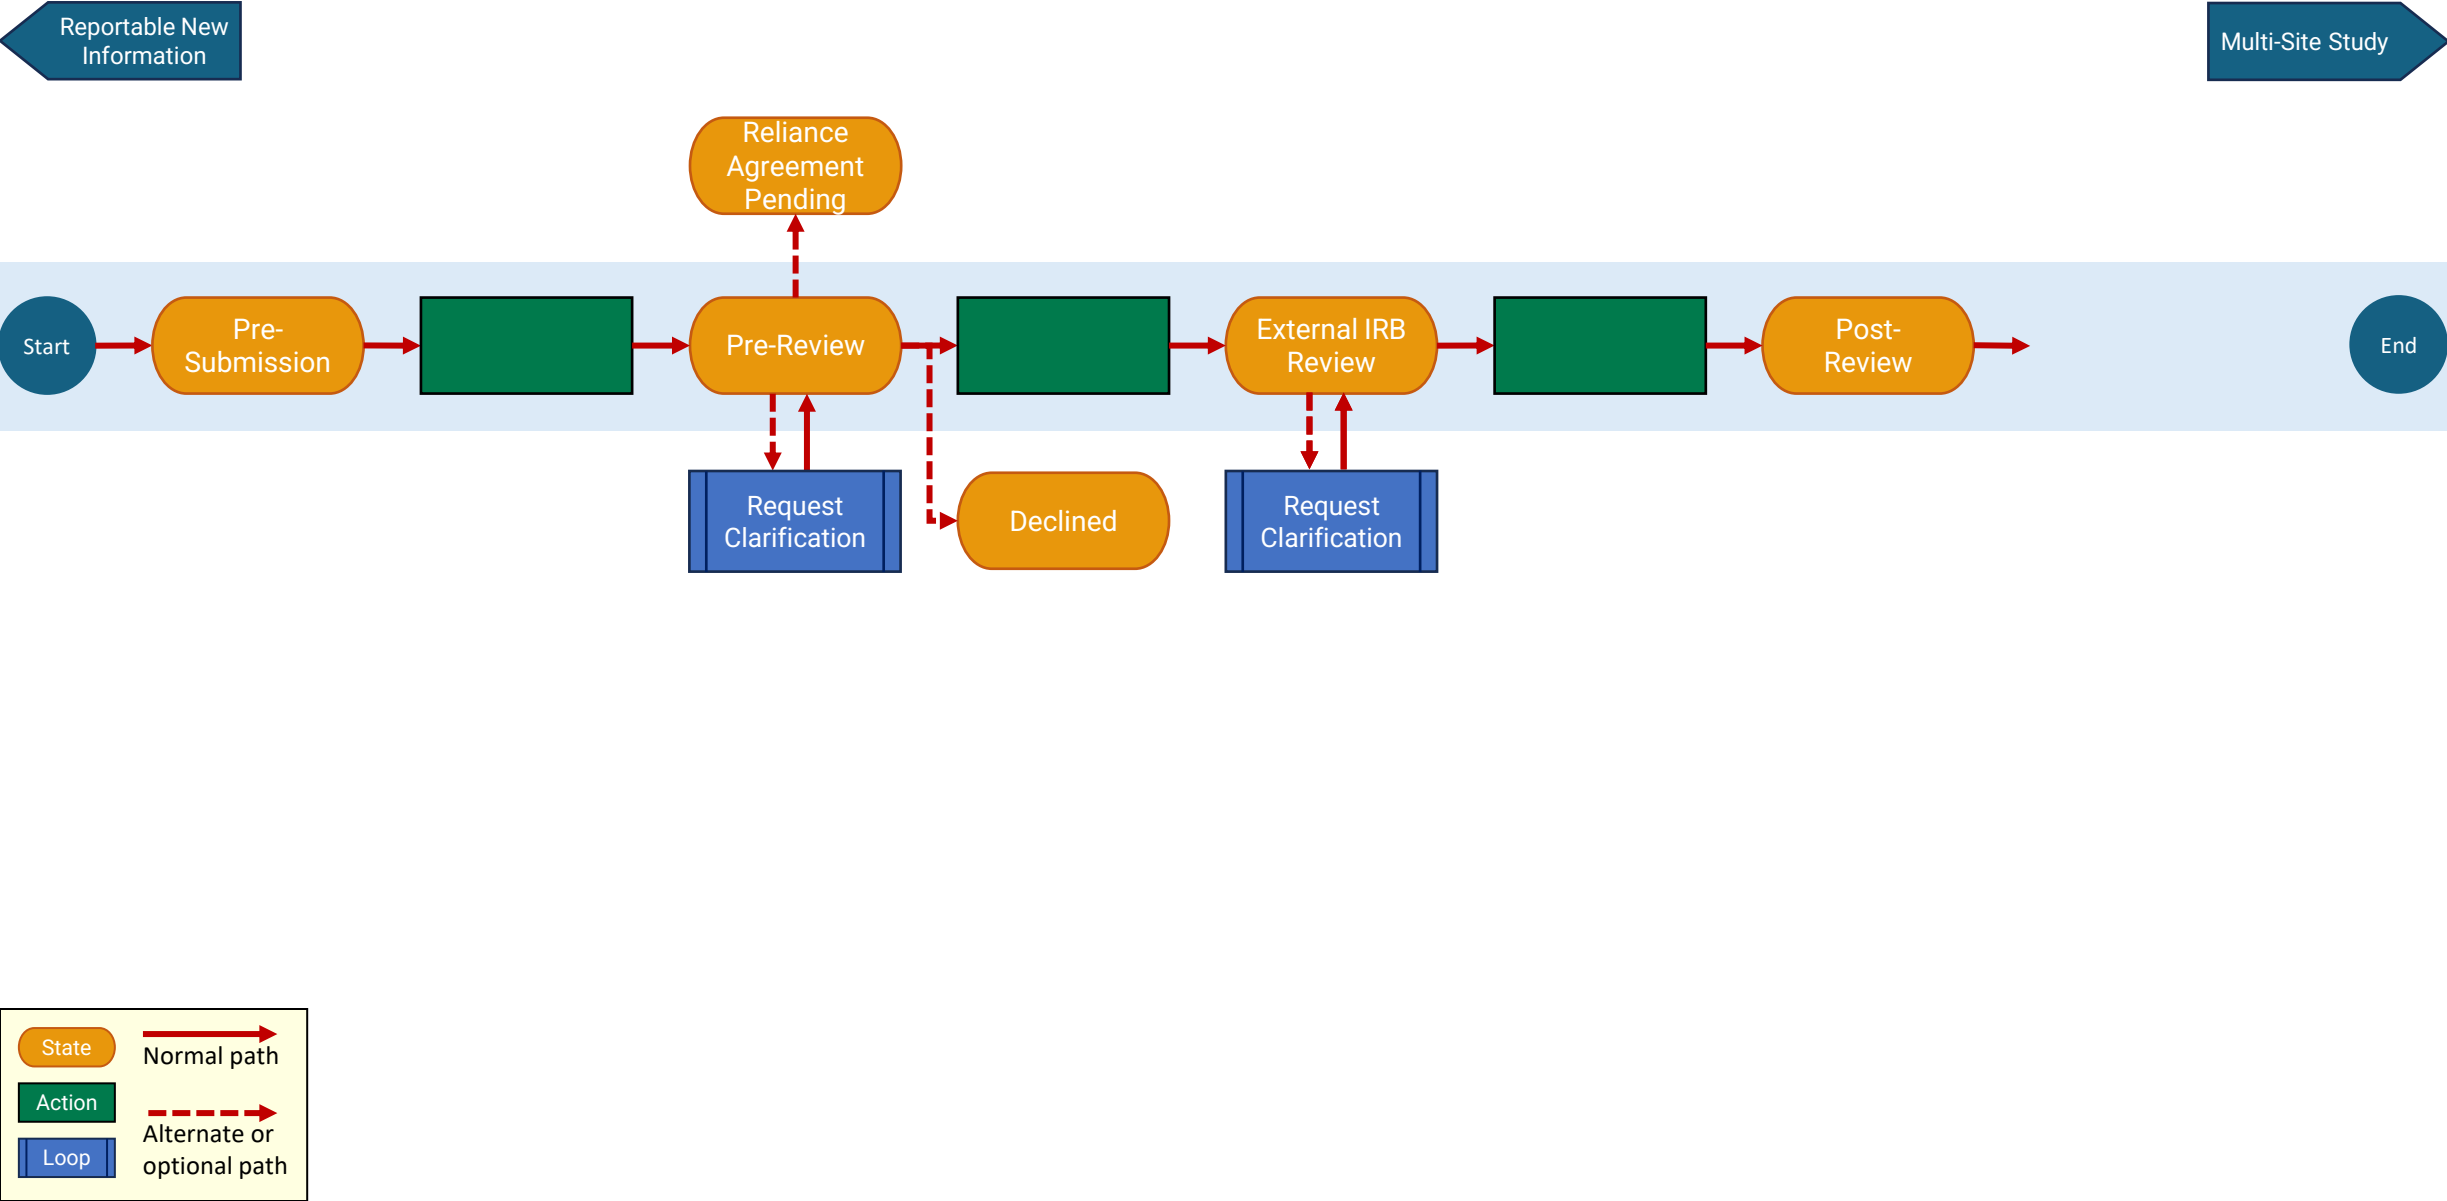 Reportable New
Information
Multi-Site Study
Reliance
Agreement
Pending
Start
Pre-
Submission
Pre-Review
External IRB
Review
Post-
Review
End
Request
Clarification
Declined
Request
Clarification
State
Normal path
Action
Alternate or
optional path
Loop